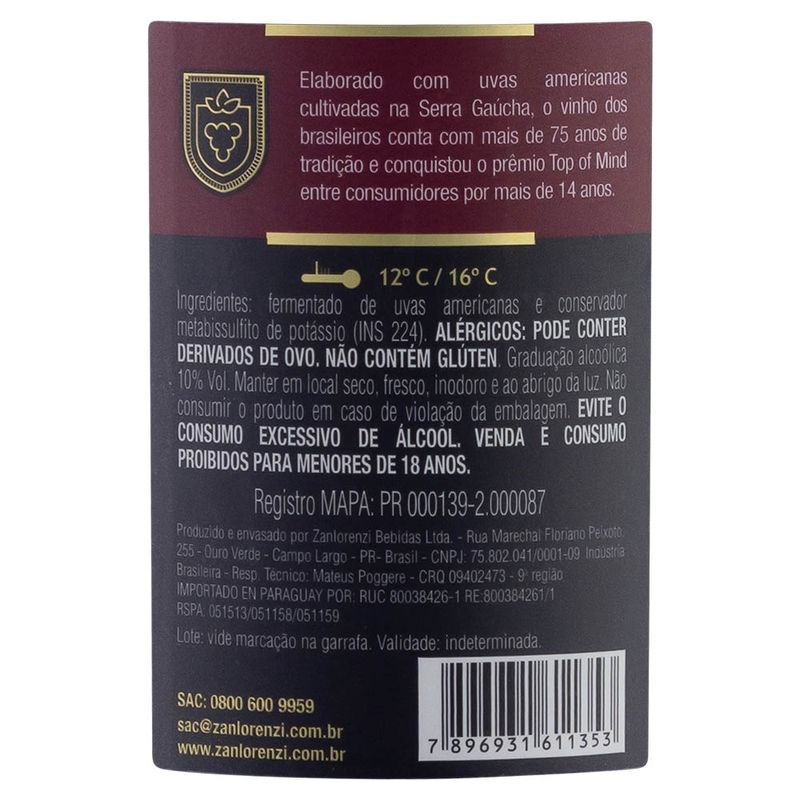 Elaborado com uvas americanas
cultivadas na Serra Gaúcha, o vinho dos
brasileiros conta com mais de 75 anos de
tradição e conquistou o prêmio Top of Mind
entre consumidores por mais de 14 anos.
12º C / 16º C
Ingredientes: fermentado de uvas americanas e conservador
metabissulfito de potássio (INS 224). ALÉRGICOS: PODE CONTER
DERIVADOS DE OVO. NÃO CONTÉM GLÚTEN. Graduação alcoólica
10% Vol. Manter em local seco, fresco, inodoro e ao abrigo da luz. Não
consumir o produto em caso de violação da embalagem. EVITE O
CONSUMO EXCESSIVO DE ÁLCOOL. VENDA E CONSUMO
PROIBIDOS PARA MENORES DE 18 ANOS.
Registro MAPA: PR 000139-2.000087
Produzido e envasado por Zanlorenzi Bebidas Ltda. - Rua Marechal Floriano Peixoto,
255 - Ouro Verde - Campo Largo - PR- Brasil - CNPJ: 75.802.041/0001-09 Indústria
Brasileira - Resp. Técnico: Mateus Poggere - CRQ 09402473 - 9ª região
IMPORTADO EN PARAGUAY POR: RUC 80038426-1 RE:800384261/1
RSPA: 051513/051158/051159
Lote: vide marcação na garrafa. Validade: indeterminada.
SAC: 0800 600 9959
sac@zanlorenzi.com.br
www.zanlorenzi.com.br
7 896931 611353